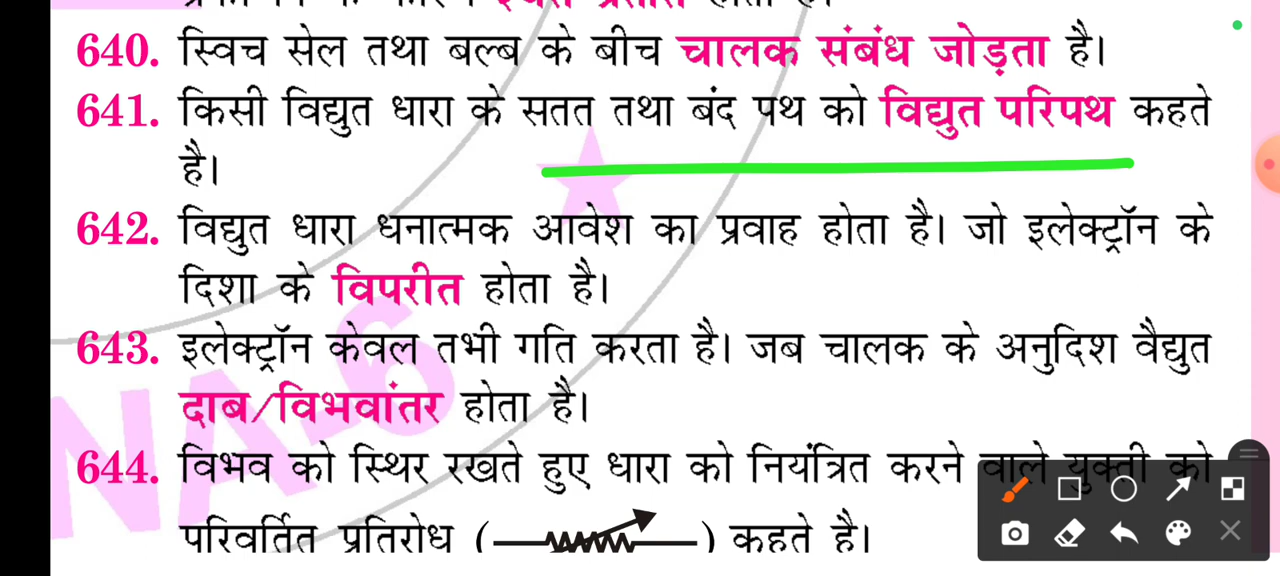 640. स्विच सेल तथा बल्ब के बीच चालक संबंध जोड़ता है।
641. किसी विद्युत धारा के सतत तथा बंद पथ को विद्युत परिपथ कहते
है।
642. विद्युत धारा धनात्मक आवेश का प्रवाह होता है। जो इलेक्ट्रॉन के
दिशा के विपरीत होता है।
643. इलेक्ट्रॉन केवल तभी गति करता है। जब चालक के अनुदिश वैद्युत
दाब/विभवांतर होता है।
644. विभव को स्थिर रखते हुए धारा को नियंत्रित करने वाले युक्ती को
परिवर्तित प्रतिरोध ( ) कहते है।